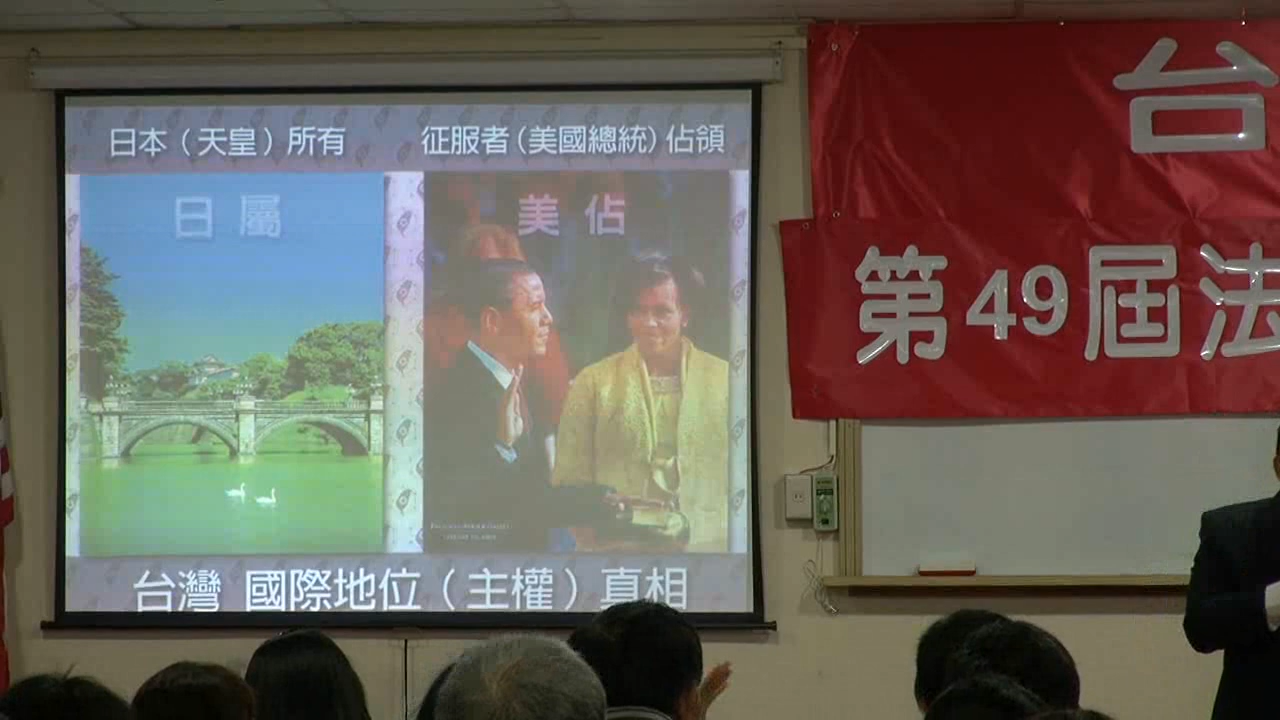 日本（天皇）所有
征服者（美國總統）佔領
日屬
美佔
台灣 國際地位（主權）真相
台
第49屆法